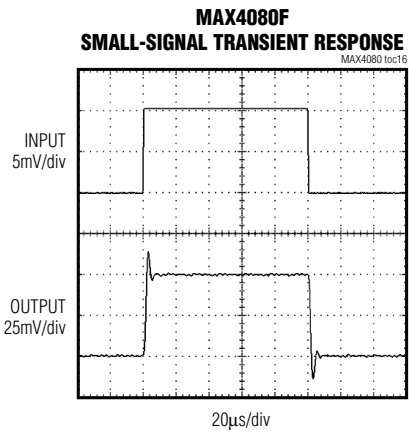 MAX4080F
SMALL-SIGNAL TRANSIENT RESPONSE
MAX4080 toc16
INPUT
5mV/div
OUTPUT
25mV/div
20μs/div